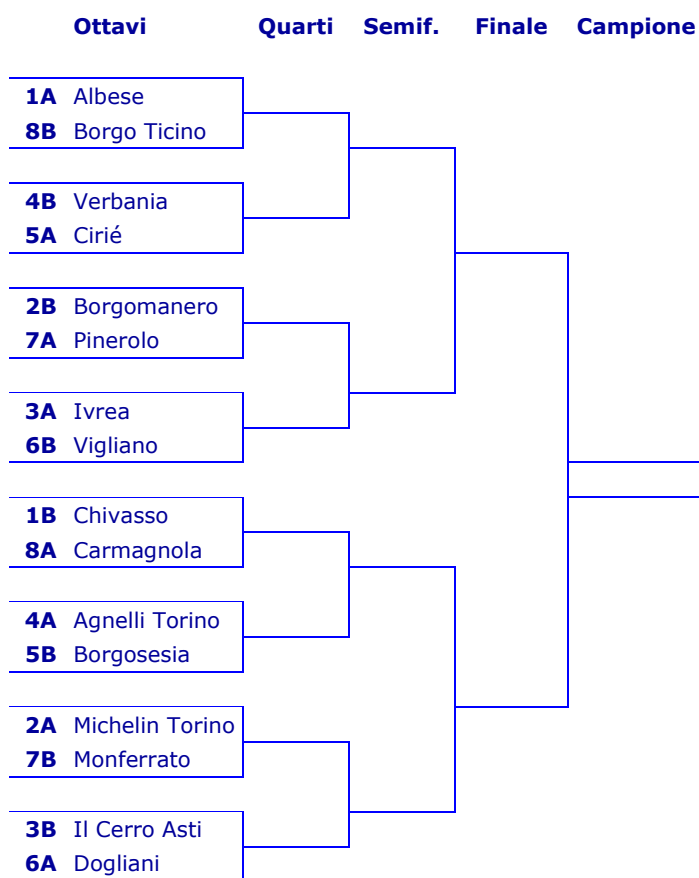 Ottavi Quarti Semif. Finale Campione
1A Albese
8B Borgo Ticino
4B Verbania
5A Cirié
2B Borgomanero
7A Pinerolo
3A Ivrea
6B Vigliano
1B Chivasso
8A Carmagnola
4A Agnelli Torino
5B Borgosesia
2A Michelin Torino
7B Monferrato
3B Il Cerro Asti
6A Dogliani